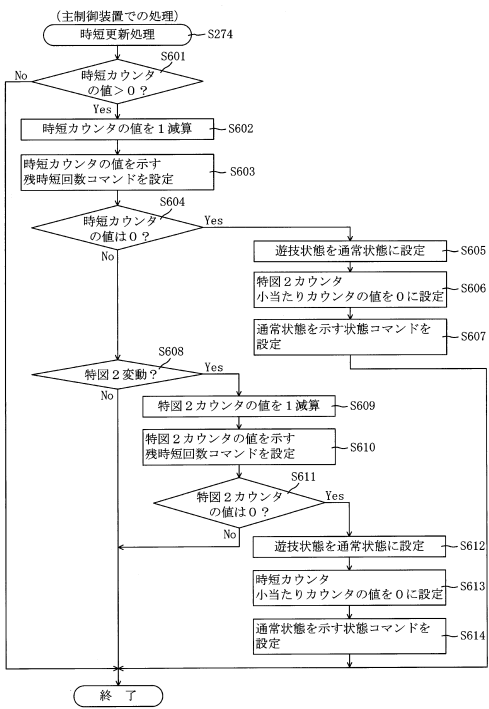 (主制御装置での処理)
時短更新処理
S274
S601
時短カウンタ
の値>0?
No
Yes
時短カウンタの値を1減算
S602
時短カウンタの値を示す
残時短回数コマンドを設定
S603
S604
時短カウンタ
の値は0?
Yes
No
遊技状態を通常状態に設定
S605
特図2カウンタ
小当たりカウンタの値を0に設定
S606
通常状態を示す状態コマンドを
設定
S607
S608
特図2変動?
Yes
No
特図2カウンタの値を1減算
S609
特図2カウンタの値を示す
残時短回数コマンドを設定
S610
S611
特図2カウンタ
の値は0?
Yes
No
遊技状態を通常状態に設定
S612
時短カウンタ
小当たりカウンタの値を0に設定
S613
通常状態を示す状態コマンドを
設定
S614
終 了